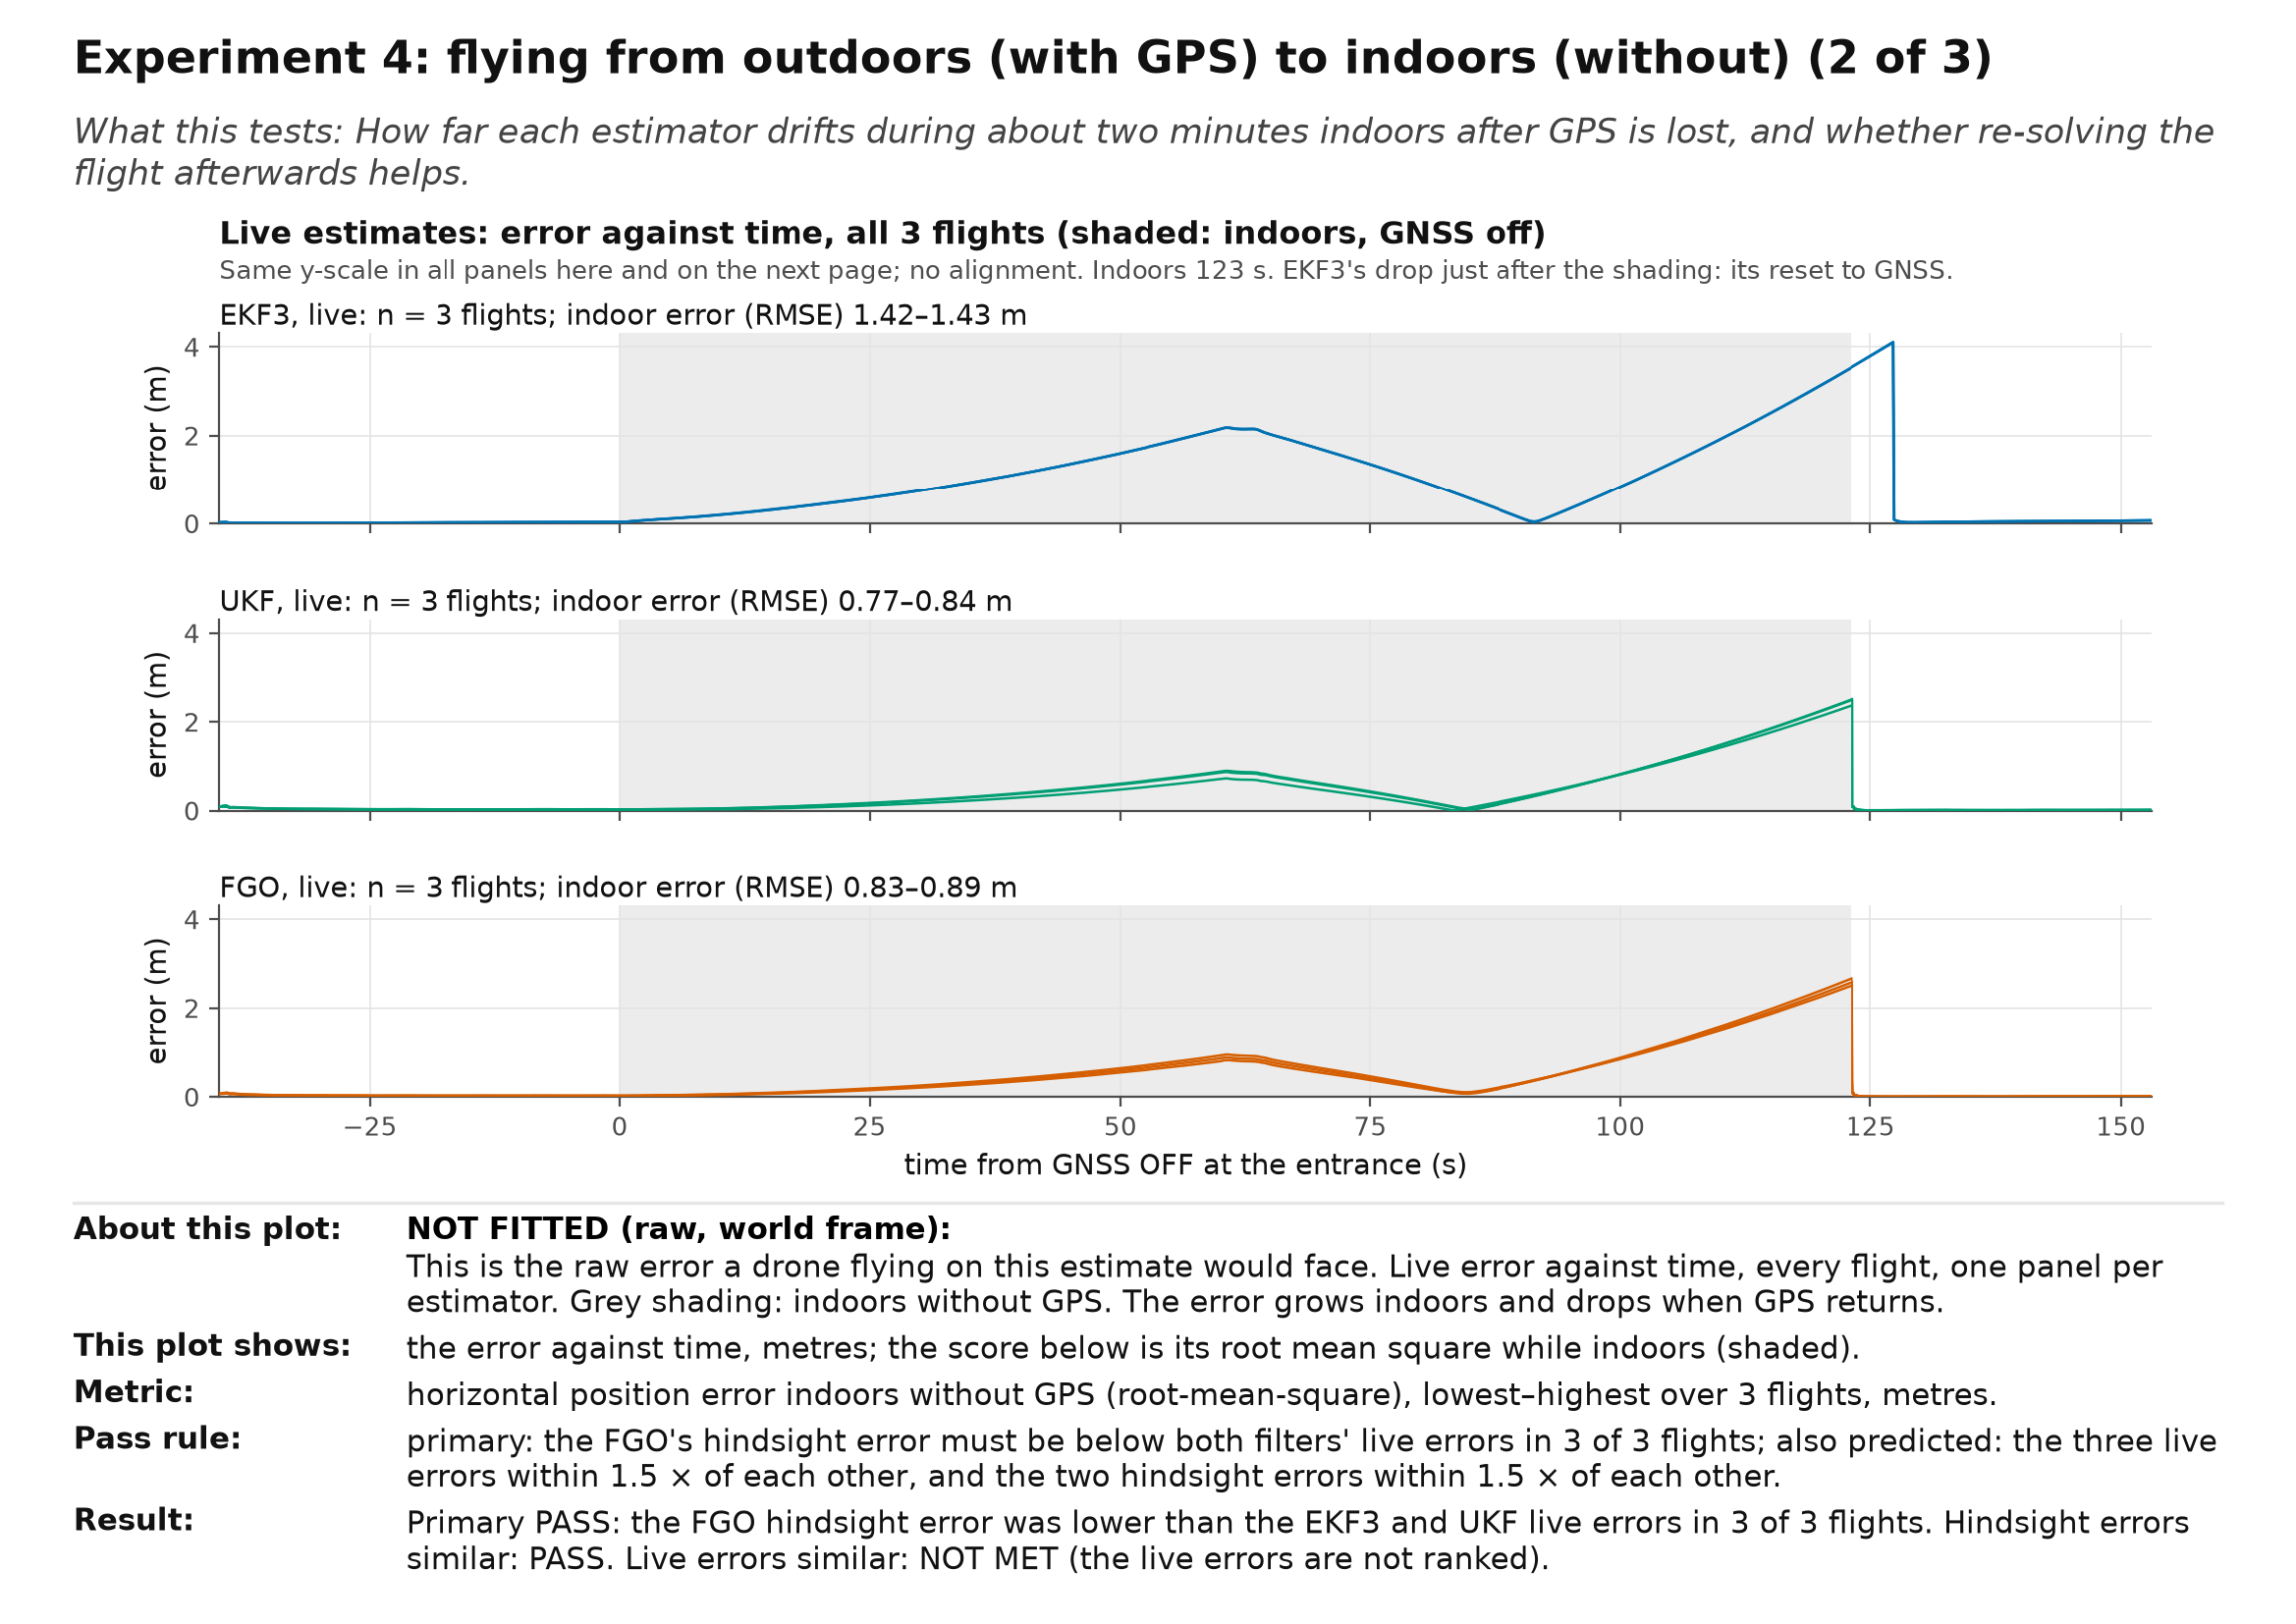 Experiment 4: flying from outdoors (with GPS) to indoors (without) (2 of 3)
What this tests: How far each estimator drifts during about two minutes indoors after GPS is lost, and whether re-solving the
flight afterwards helps.
Live estimates: error against time, all 3 flights (shaded: indoors, GNSS off)
Same y-scale in all panels here and on the next page; no alignment. Indoors 123 s. EKF3's drop just after the shading: its reset to GNSS.
EKF3, live: n = 3 flights; indoor error (RMSE) 1.42–1.43 m
4
2
0
error (m)
UKF, live: n = 3 flights; indoor error (RMSE) 0.77–0.84 m
4
2
0
error (m)
FGO, live: n = 3 flights; indoor error (RMSE) 0.83–0.89 m
4
2
0
error (m)
−25 0 25 50 75 100 125 150
time from GNSS OFF at the entrance (s)
About this plot: NOT FITTED (raw, world frame):
This is the raw error a drone flying on this estimate would face. Live error against time, every flight, one panel per
estimator. Grey shading: indoors without GPS. The error grows indoors and drops when GPS returns.
This plot shows: the error against time, metres; the score below is its root mean square while indoors (shaded).
Metric: horizontal position error indoors without GPS (root-mean-square), lowest–highest over 3 flights, metres.
Pass rule: primary: the FGO's hindsight error must be below both filters' live errors in 3 of 3 flights; also predicted: the three live
errors within 1.5 × of each other, and the two hindsight errors within 1.5 × of each other.
Result: Primary PASS: the FGO hindsight error was lower than the EKF3 and UKF live errors in 3 of 3 flights. Hindsight errors
similar: PASS. Live errors similar: NOT MET (the live errors are not ranked).